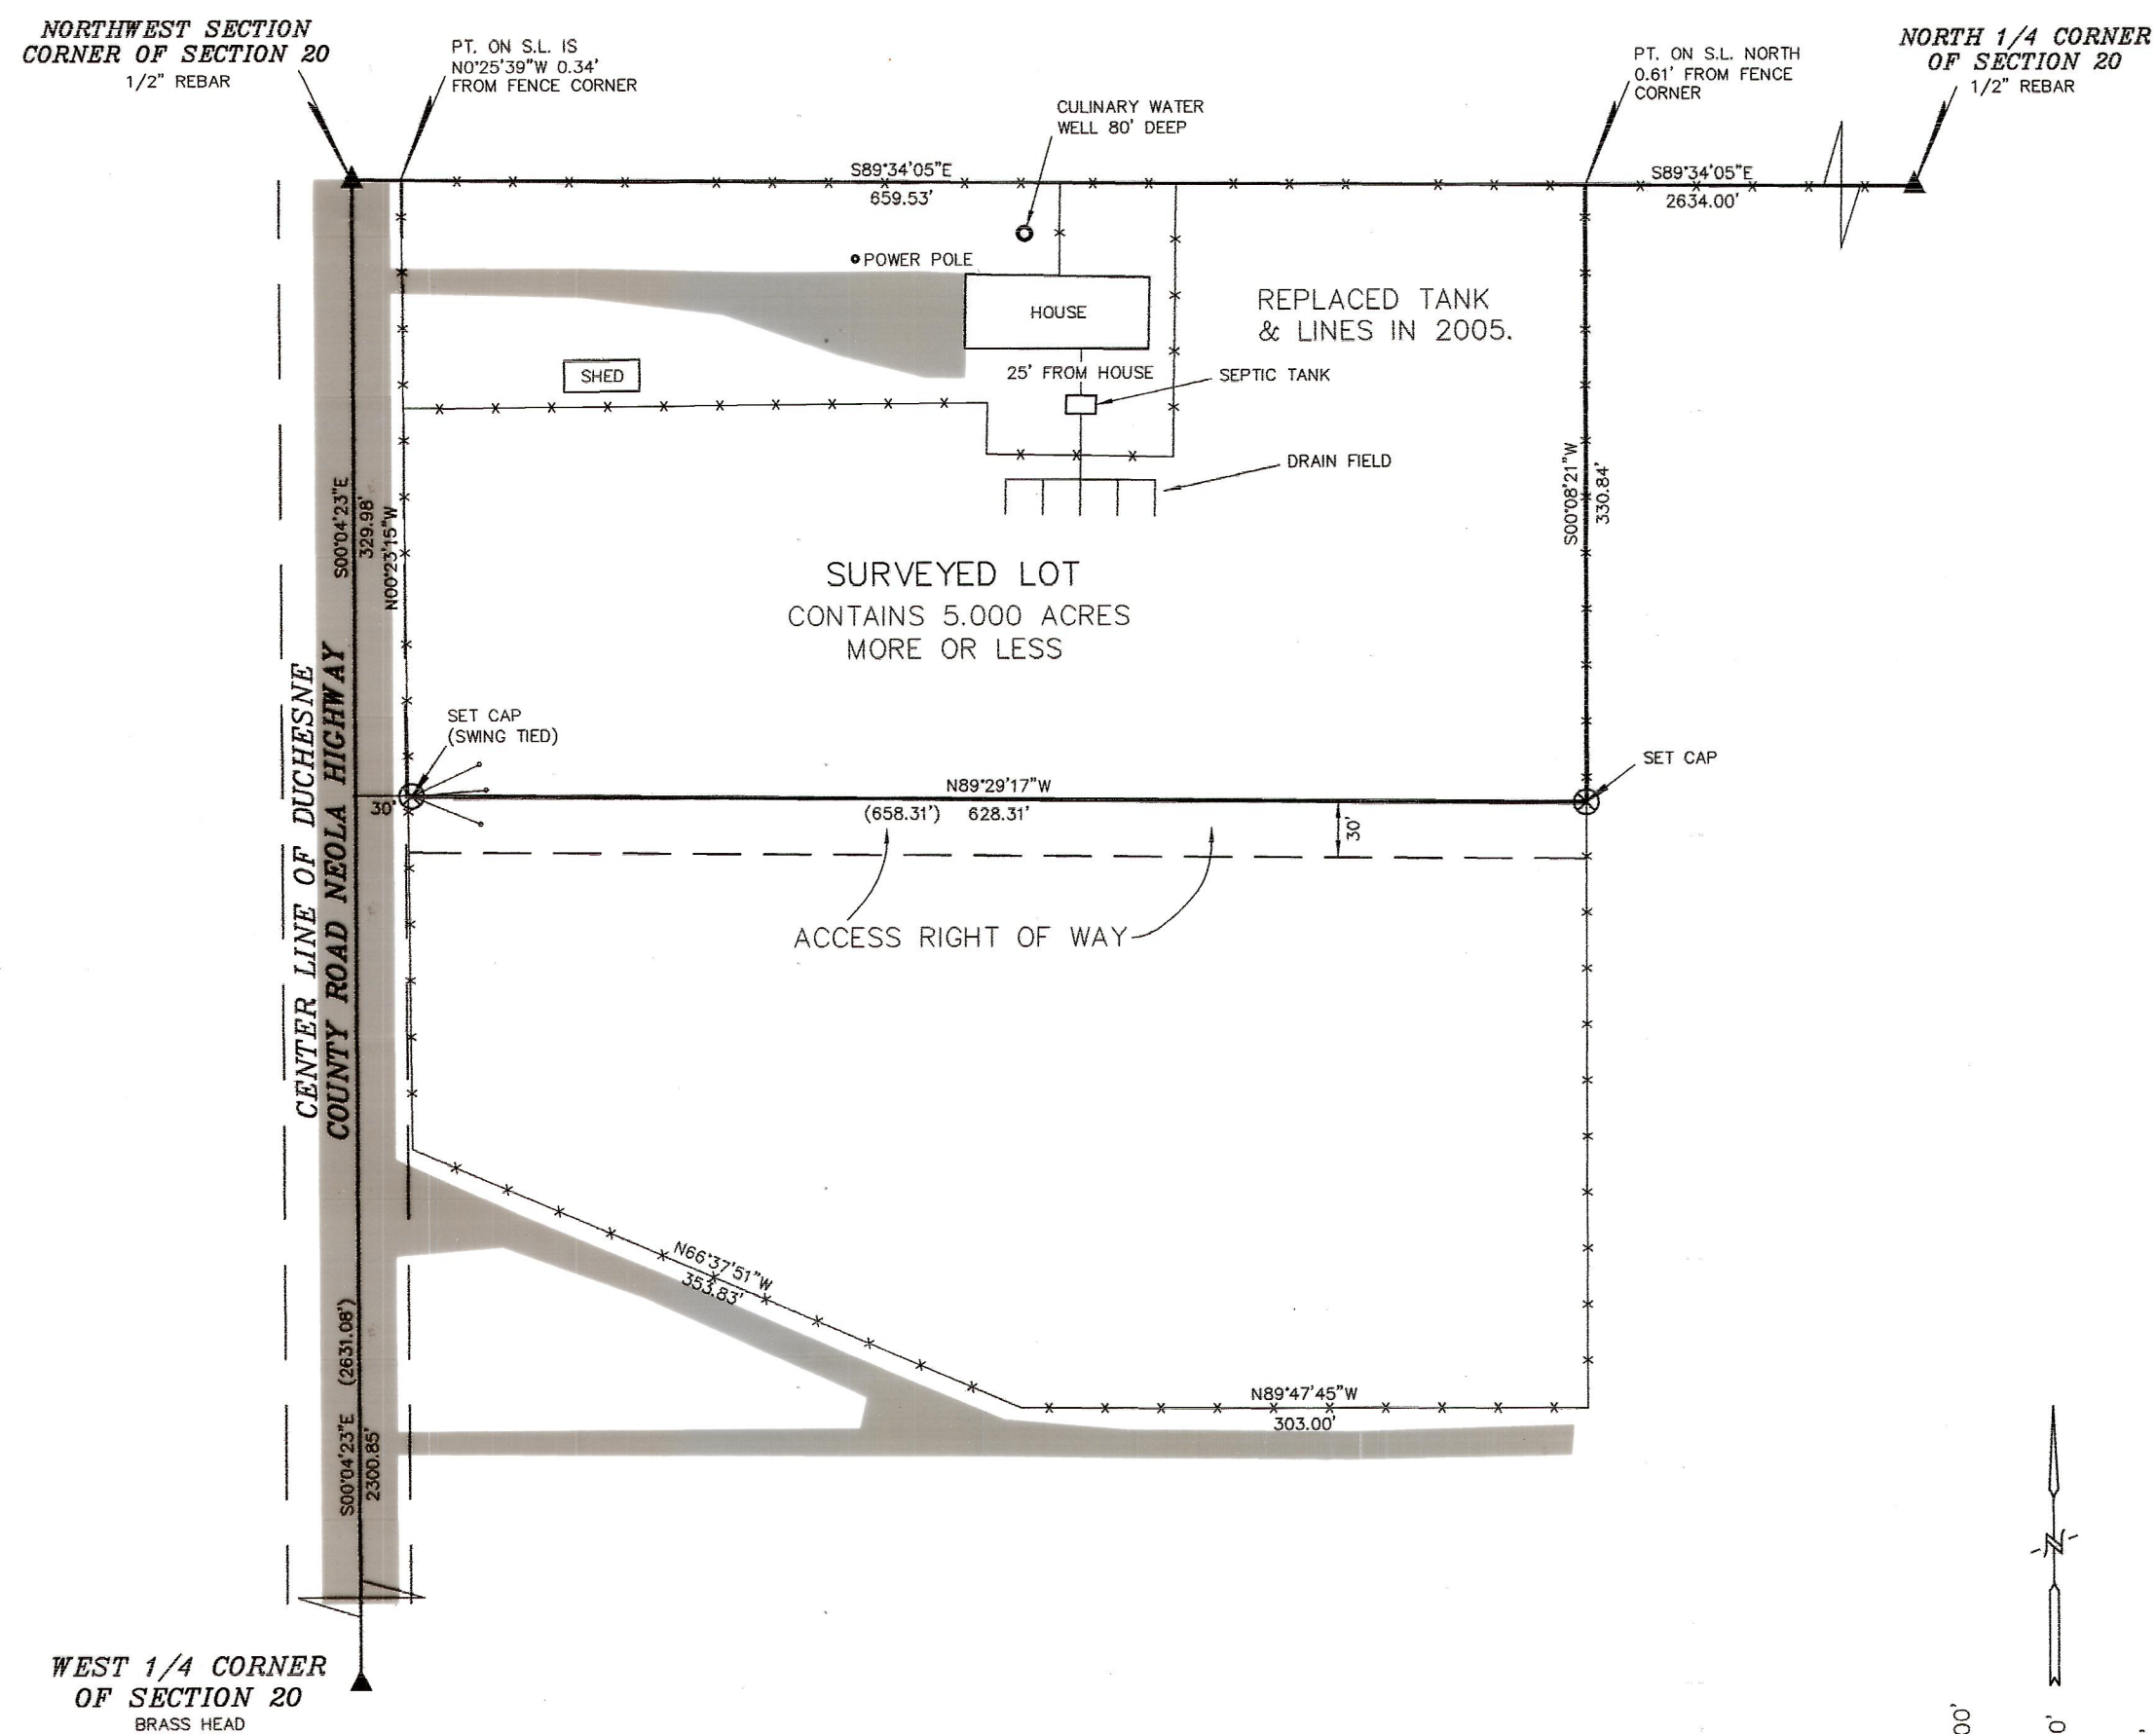 NORTHWEST SECTION
CORNER OF SECTION 20
1/2" REBAR
PT. ON S.L. IS
N0°25'39"W 0.34'
FROM FENCE CORNER
CULINARY WATER
WELL 80' DEEP
PT. ON S.L. NORTH
0.61' FROM FENCE
CORNER
NORTH 1/4 CORNER
OF SECTION 20
1/2" REBAR
S89°34'05"E
659.53'
S89°34'05"E
2634.00'
POWER POLE
HOUSE
REPLACED TANK
& LINES IN 2005.
SHED
25' FROM HOUSE
SEPTIC TANK
DRAIN FIELD
S00°04'23"E
329.98'
N00°23'15"W
S00°08'21"W
330.84'
SURVEYED LOT
CONTAINS 5.000 ACRES
MORE OR LESS
SET CAP
(SWING TIED)
SET CAP
30'
N89°29'17"W
(658.31') 628.31'
30'
ACCESS RIGHT OF WAY
CENTER LINE OF DUCHESNE
COUNTY ROAD NEOLA HIGHWAY
N66°37'51"W
353.83'
N89°47'45"W
303.00'
S00°04'23"E (2631.08')
2300.85'
N
WEST 1/4 CORNER
OF SECTION 20
BRASS HEAD